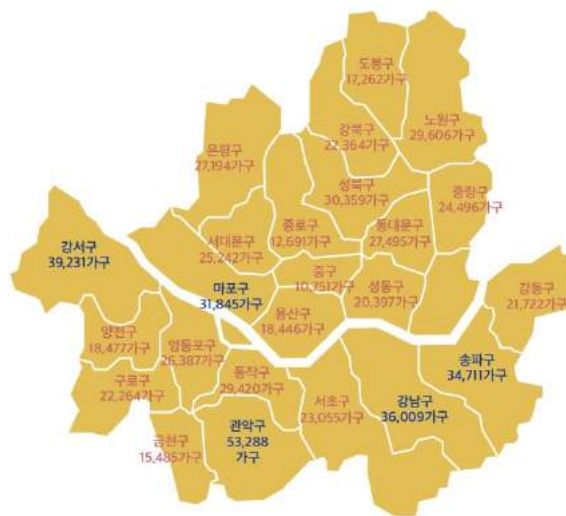 도봉구
17,262가구
노원구
29,606가구
강북구
22,364가구
은평구
27,194가구
성북구
30,359가구
중랑구
24,496가구
서대문구
25,242가구
종로구
12,691가구
동대문구
27,495가구
강서구
39,231가구
마포구
31,845가구
중구
10,751가구
성동구
20,397가구
강동구
21,722가구
용산구
18,446가구
양천구
18,477가구
영등포구
26,387가구
동작구
29,420가구
송파구
34,711가구
구로구
22,264가구
서초구
23,055가구
강남구
36,009가구
금천구
15,485가구
관악구
53,288
가구